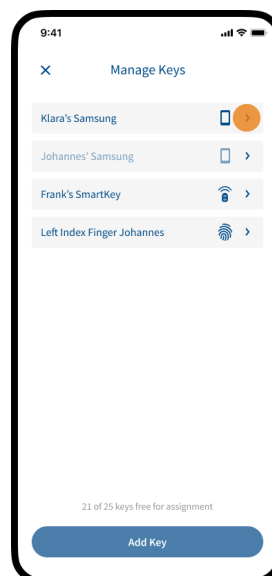 9:41
Manage Keys
Klara's Samsung
Johannes' Samsung
Frank's SmartKey
Left Index Finger Johannes
21 of 25 keys free for assignment
Add Key